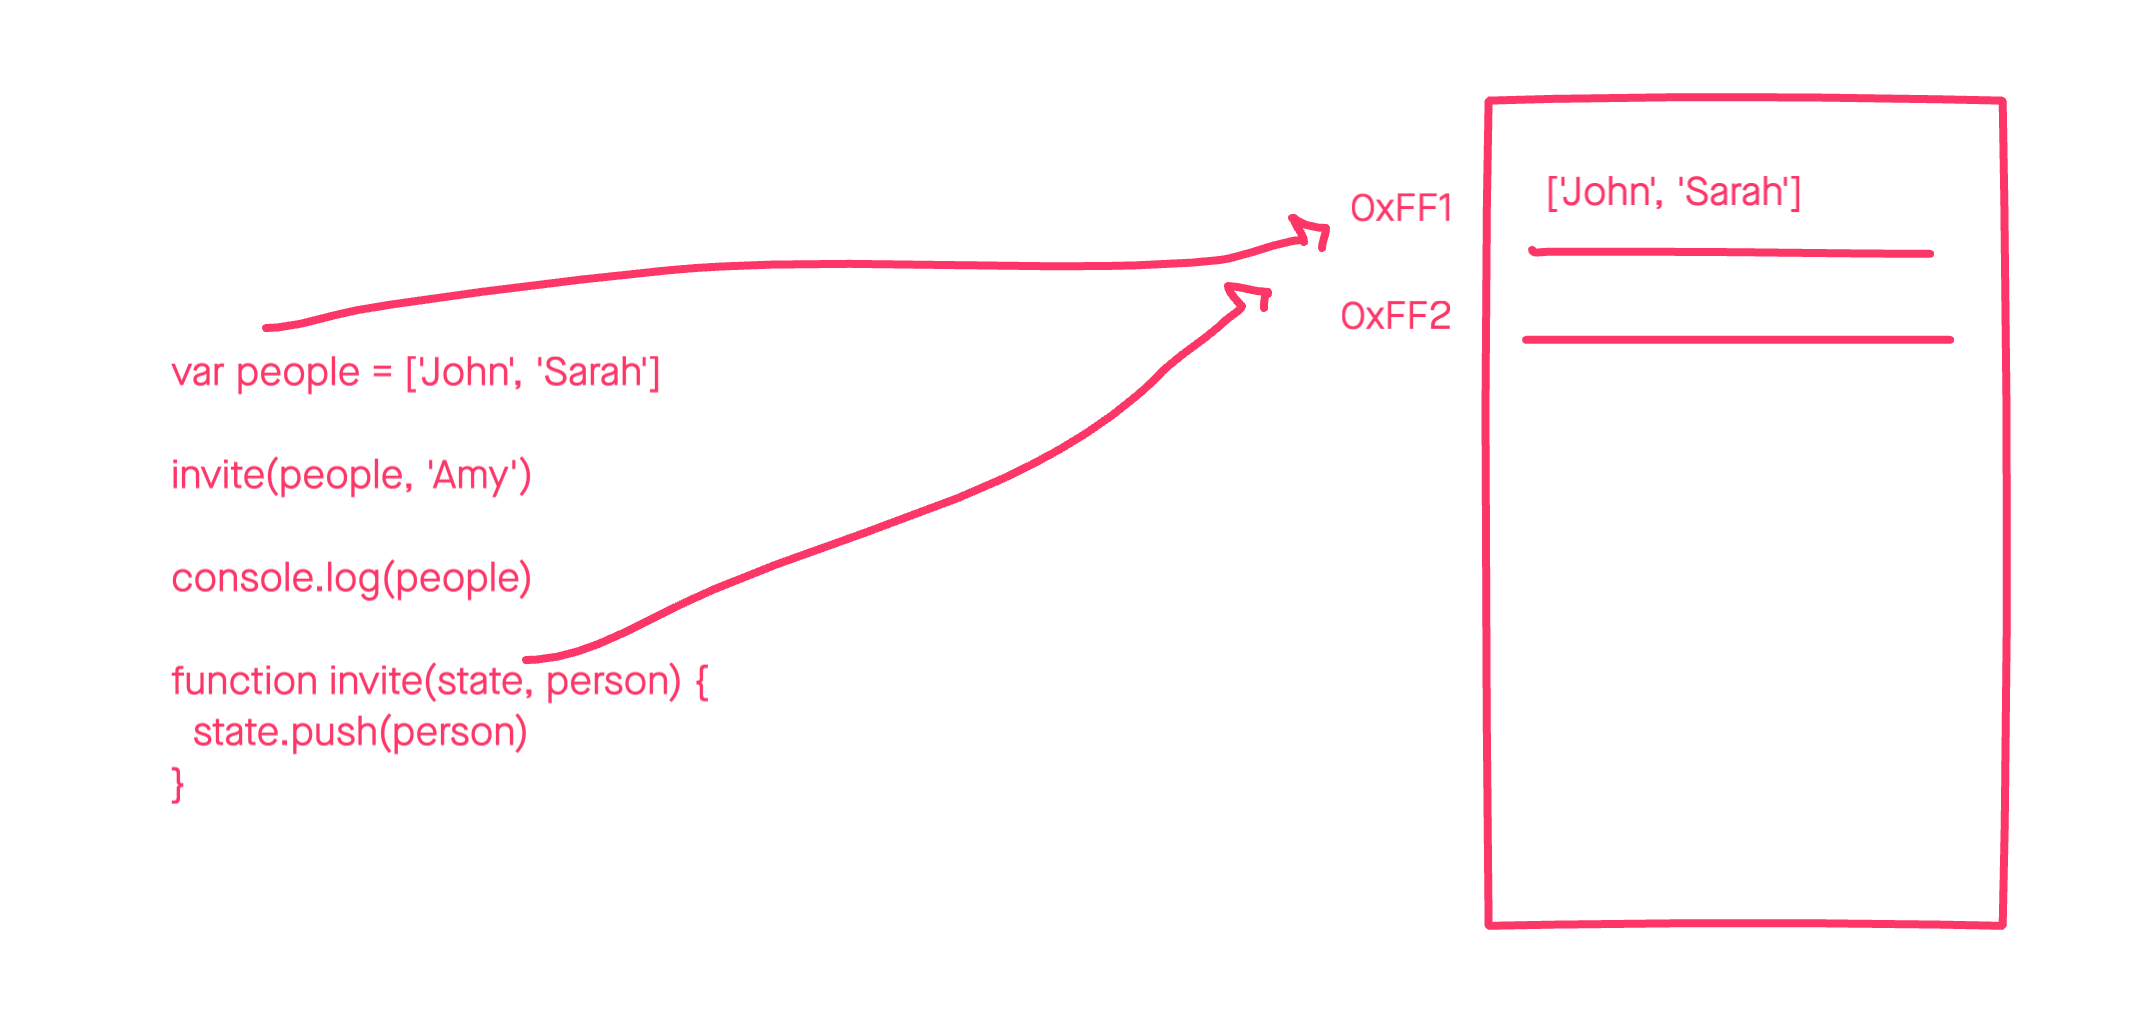 var people = ['John', 'Sarah']
invite(people, 'Amy')
console.log(people)
function invite(state, person) {
  state.push(person)
}
0xFF1
['John', 'Sarah']
0xFF2